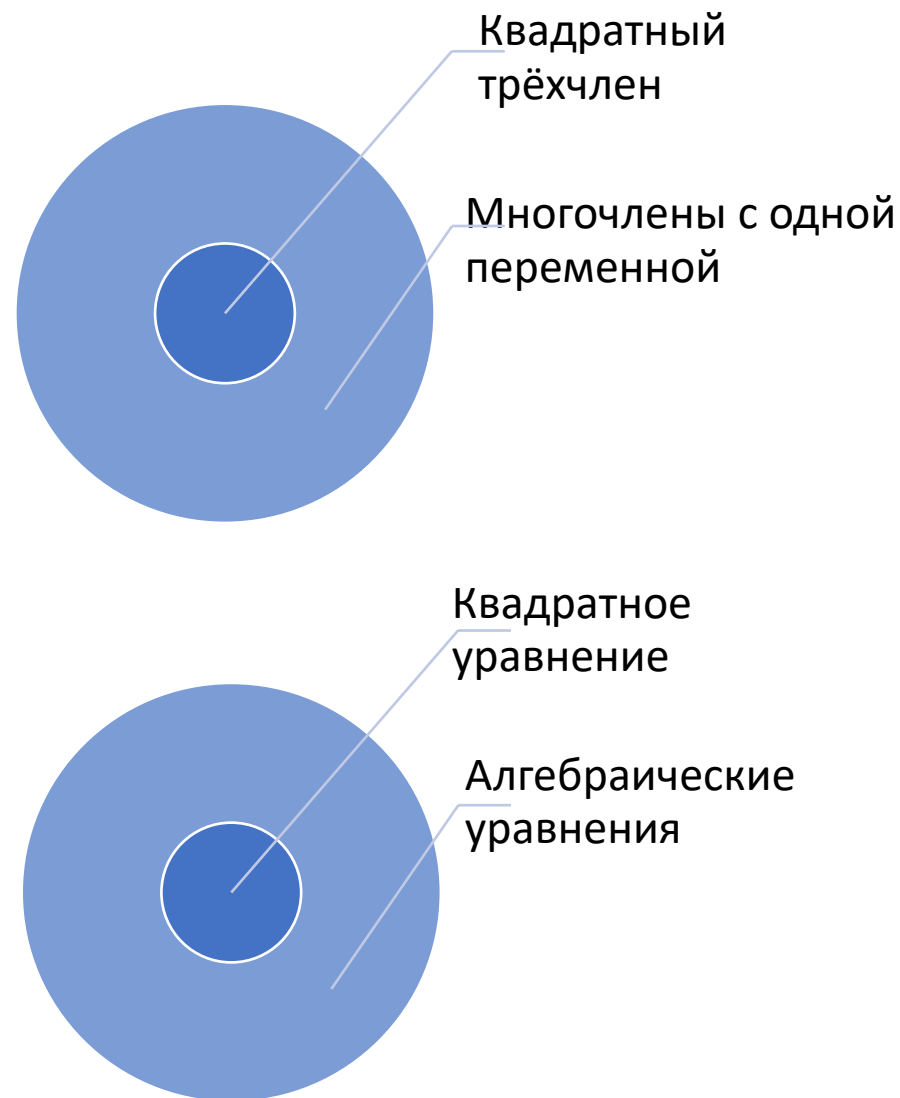 Квадратный
трёхчлен
Многочлены с одной
переменной
Квадратное
уравнение
Алгебраические
уравнения